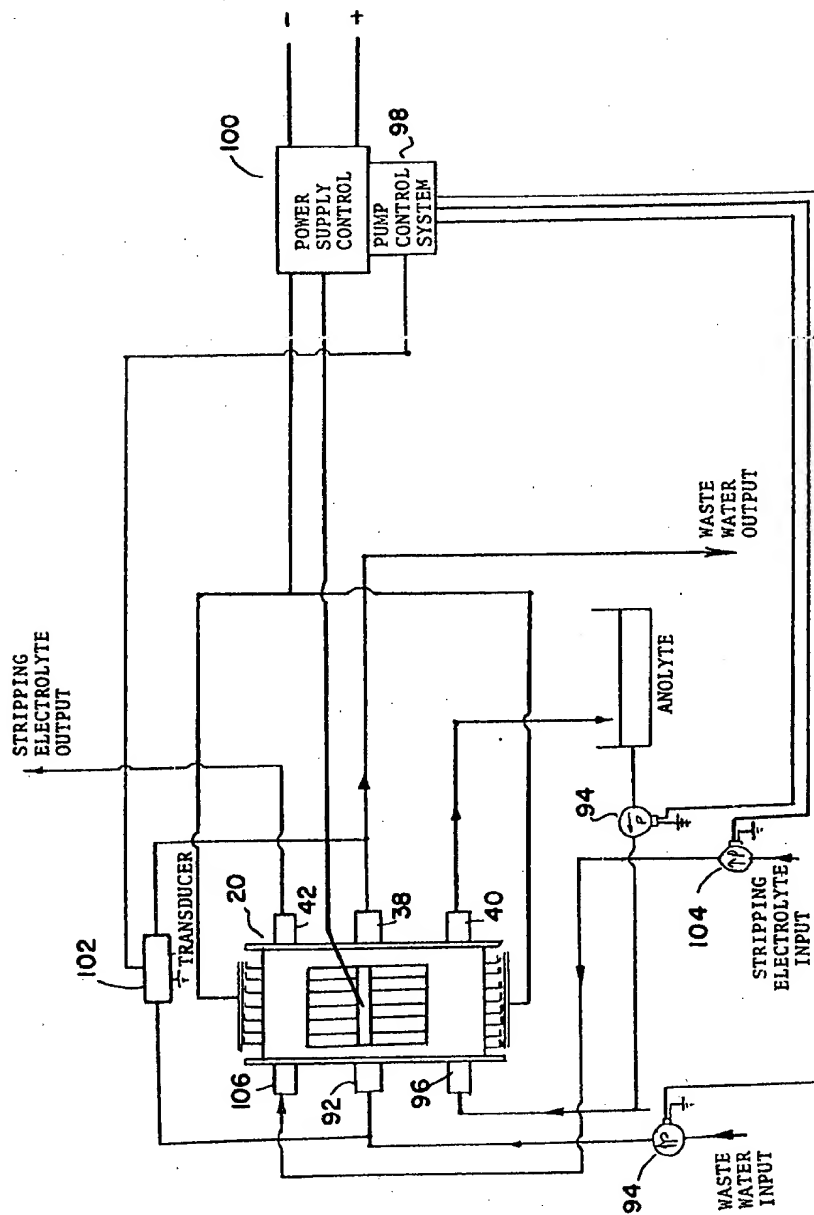 STRIPPING
ELECTROLYTE
OUTPUT
102
TRANSDUCER
20
42
38
40
106
92
96
94
WASTE
WATER
INPUT
104
STRIPPING
ELECTROLYTE
INPUT
94
P
ANOLYTE
WASTE
WATER
OUTPUT
100
POWER
SUPPLY
CONTROL
98
PUMP
CONTROL
SYSTEM
-
+